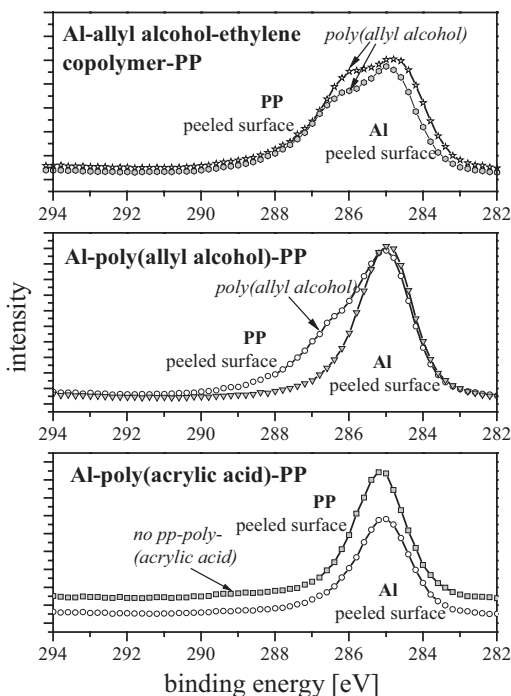 Al-allyl alcohol-ethylene
copolymer-PP
poly(allyl alcohol)
PP
peeled surface
Al
peeled surface
294 292 290 288 286 284 282
Al-poly(allyl alcohol)-PP
poly(allyl alcohol)
PP
peeled surface
Al
peeled surface
294 292 290 288 286 284 282
intensity
Al-poly(acrylic acid)-PP
PP
peeled surface
no pp-poly-
(acrylic acid)
Al
peeled surface
294 292 290 288 286 284 282
binding energy [eV]